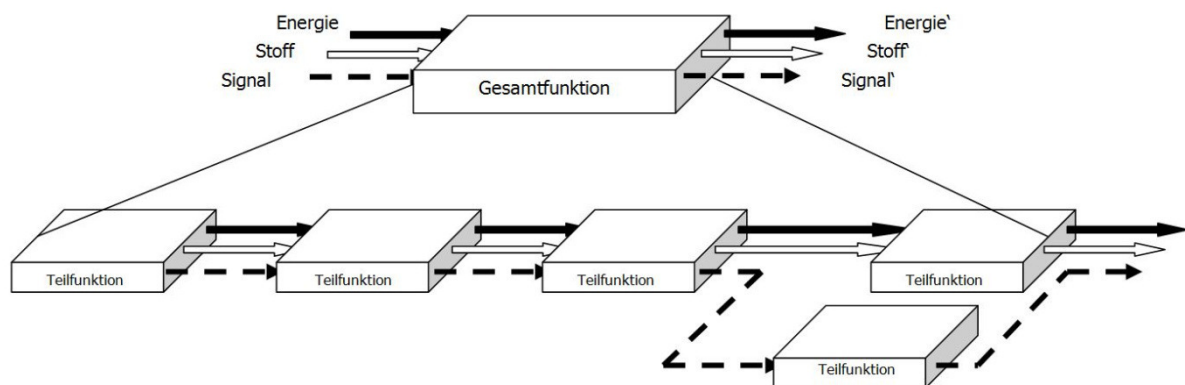 Energie
Stoff
Signal
Gesamtfunktion
Energie‘
Stoff‘
Signal‘
Teilfunktion
Teilfunktion
Teilfunktion
Teilfunktion
Teilfunktion